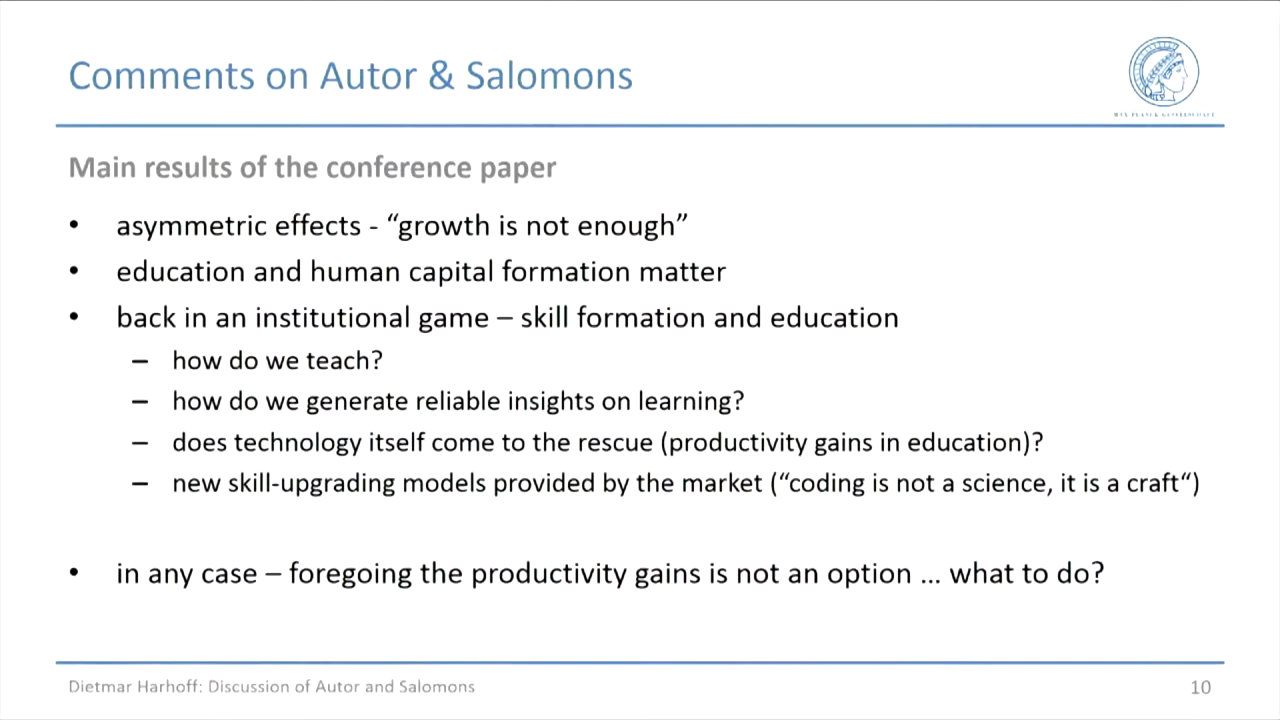 Comments on Autor & Salomons
MAX-PLANCK-GESELLSCHAFT
Main results of the conference paper
• asymmetric effects - “growth is not enough”
• education and human capital formation matter
• back in an institutional game – skill formation and education
– how do we teach?
– how do we generate reliable insights on learning?
– does technology itself come to the rescue (productivity gains in education)?
– new skill-upgrading models provided by the market (“coding is not a science, it is a craft“)
• in any case – foregoing the productivity gains is not an option ... what to do?
Dietmar Harhoff: Discussion of Autor and Salomons
10